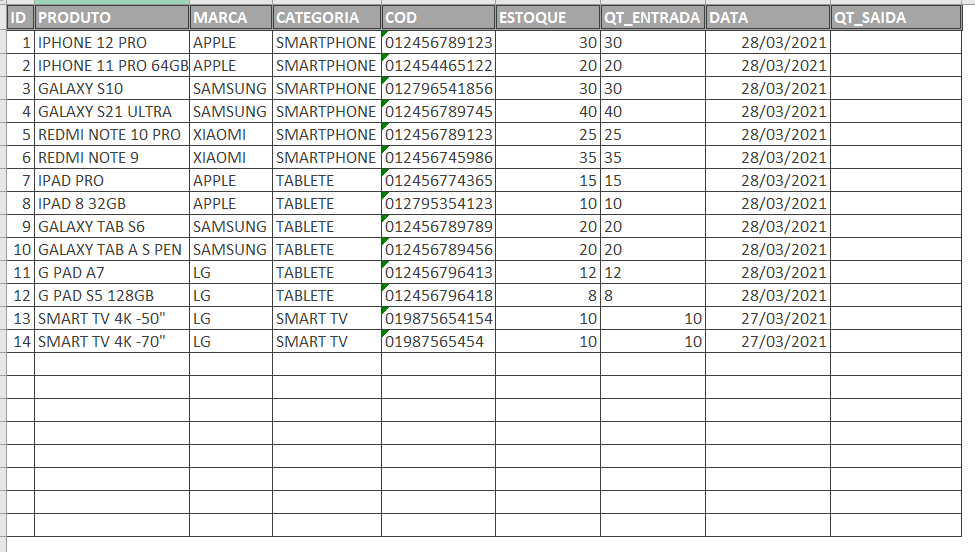 ID PRODUTO MARCA CATEGORIA COD ESTOQUE QT_ENTRADA DATA QT_SAIDA
1 IPHONE 12 PRO APPLE SMARTPHONE 012456789123 30 30 28/03/2021
2 IPHONE 11 PRO 64GB APPLE SMARTPHONE 012454465122 20 20 28/03/2021
3 GALAXY S10 SAMSUNG SMARTPHONE 012796541856 30 30 28/03/2021
4 GALAXY S21 ULTRA SAMSUNG SMARTPHONE 012456789745 40 40 28/03/2021
5 REDMI NOTE 10 PRO XIAOMI SMARTPHONE 012456789123 25 25 28/03/2021
6 REDMI NOTE 9 XIAOMI SMARTPHONE 012456745986 35 35 28/03/2021
7 IPAD PRO APPLE TABLETE 012456774365 15 15 28/03/2021
8 IPAD 8 32GB APPLE TABLETE 012795354123 10 10 28/03/2021
9 GALAXY TAB S6 SAMSUNG TABLETE 012456789789 20 20 28/03/2021
10 GALAXY TAB A S PEN SAMSUNG TABLETE 012456789456 20 20 28/03/2021
11 G PAD A7 LG TABLETE 012456796413 12 12 28/03/2021
12 G PAD S5 128GB LG TABLETE 012456796418 8 8 28/03/2021
13 SMART TV 4K -50" LG SMART TV 019875654154 10 10 27/03/2021
14 SMART TV 4K -70" LG SMART TV 01987565454 10 10 27/03/2021